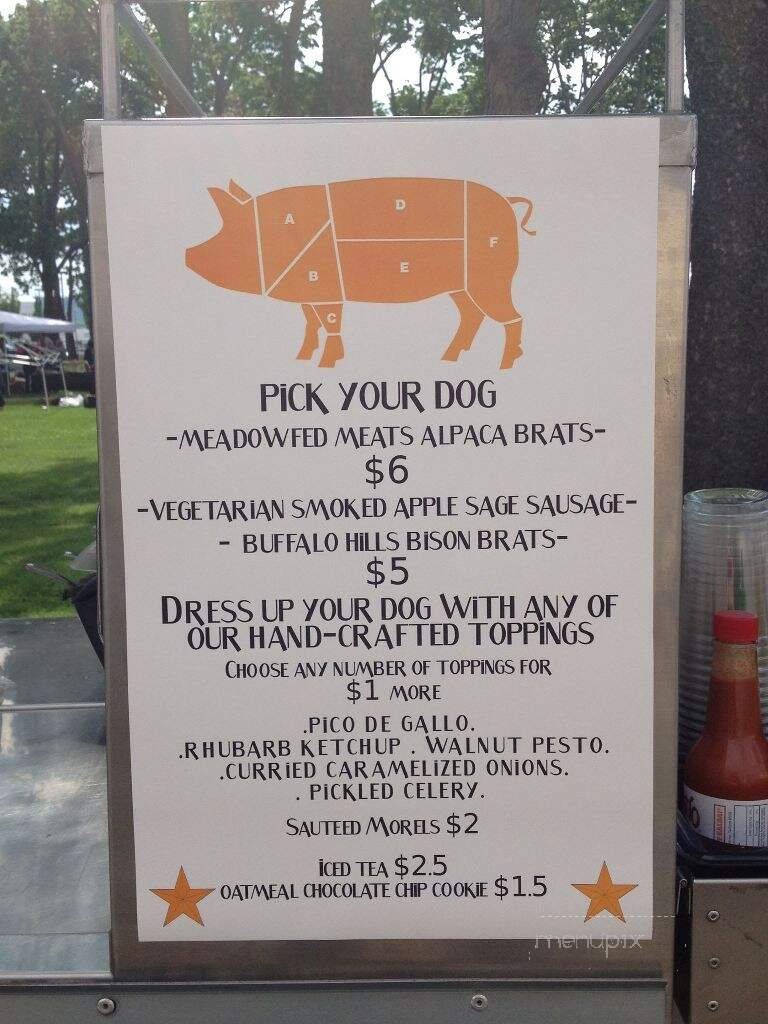 A
B
C
D
E
F
PiCK YOUR DOG
-MEADOWFED MEATS ALPACA BRATS-
$6
-VEGETARiAN SMOKED APPLE SAGE SAUSAGE-
- BUFFALO HiLLS BiSON BRATS-
$5
DRESS UP YOUR DOG WiTH ANY OF
OUR HAND-CRAFTED TOPPiNGS
CHOOSE ANY NUMBER OF TOPPiNGS FOR
$1 MORE
.PiCO DE GALLO.
.RHUBARB KETCHUP . WALNUT PESTO.
.CURRiED CARAMELiZED ONiONS.
. PiCKLED CELERY.
SAUTEED MORELS $2
iCED TEA $2.5
OATMEAL CHOCOLATE CHiP COOKiE $1.5
menupix